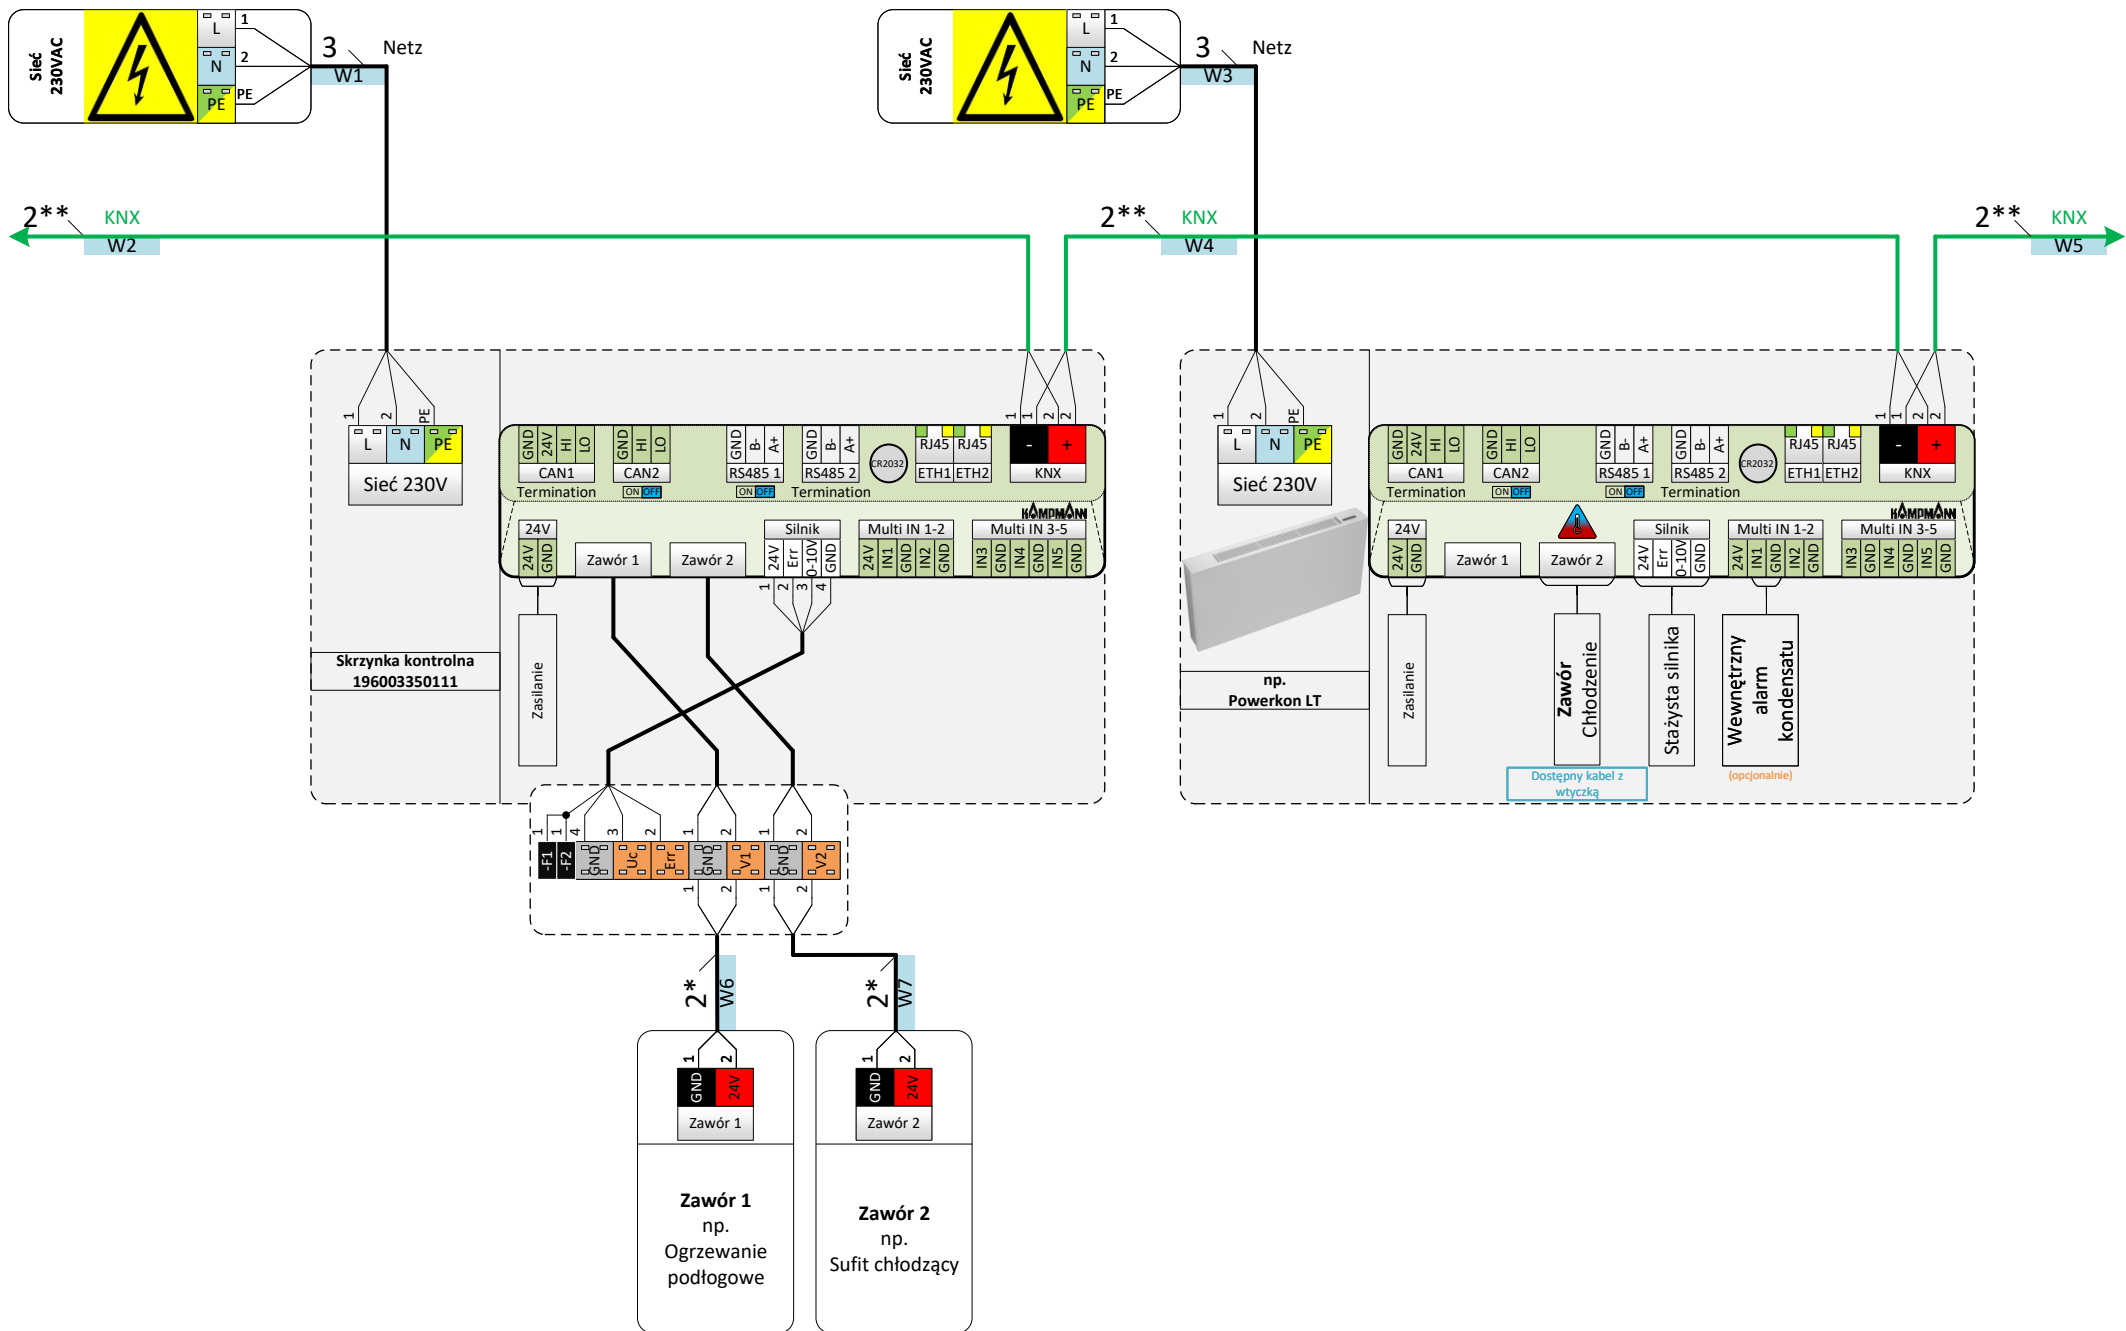 Sieć
230VAC
L
N
PE
1
2
PE
3
Netz
W1
Sieć
230VAC
L
N
PE
1
2
PE
3
Netz
W3
2**
KNX
W2
2**
KNX
W4
2**
KNX
W5
1
2
PE
L
N
PE
Sieć 230V
1
1
2
2
GND
24V
HI
LO
CAN1
GND
HI
LO
CAN2
GND
B-
A+
RS485 1
GND
B-
A+
RS485 2
CR2032
RJ45
RJ45
ETH1
ETH2
-
+
KNX
Termination
ON
OFF
ON
OFF
Termination
KAMPMANN
24V
24V
GND
Zawór 1
Zawór 2
Silnik
24V
Err
0-10V
GND
Multi IN 1-2
24V
IN1
GND
IN2
GND
Multi IN 3-5
IN3
GND
IN4
GND
IN5
GND
1
2
3
4
Zasilanie
Skrzynka kontrolna
196003350111
1
1
4
3
2
1
2
1
2
-F1
-F2
GND
Uc
Err
GND
V1
GND
V2
1
2
1
2
2*
W6
2*
W7
1
2
GND
24V
Zawór 1
Zawór 1
np.
Ogrzewanie
podłogowe
1
2
GND
24V
Zawór 2
Zawór 2
np.
Sufit chłodzący
1
2
PE
L
N
PE
Sieć 230V
1
1
2
2
GND
24V
HI
LO
CAN1
GND
HI
LO
CAN2
GND
B-
A+
RS485 1
GND
B-
A+
RS485 2
CR2032
RJ45
RJ45
ETH1
ETH2
-
+
KNX
Termination
ON
OFF
ON
OFF
Termination
KAMPMANN
24V
24V
GND
Zawór 1
Zawór 2
Silnik
24V
Err
0-10V
GND
Multi IN 1-2
24V
IN1
GND
IN2
GND
Multi IN 3-5
IN3
GND
IN4
GND
IN5
GND
np.
Powerkon LT
Zasilanie
Zawór
Chłodzenie
Stażysta silnika
Wewnętrzny
alarm
kondensatu
Dostępny kabel z
wtyczką
(opcjonalnie)